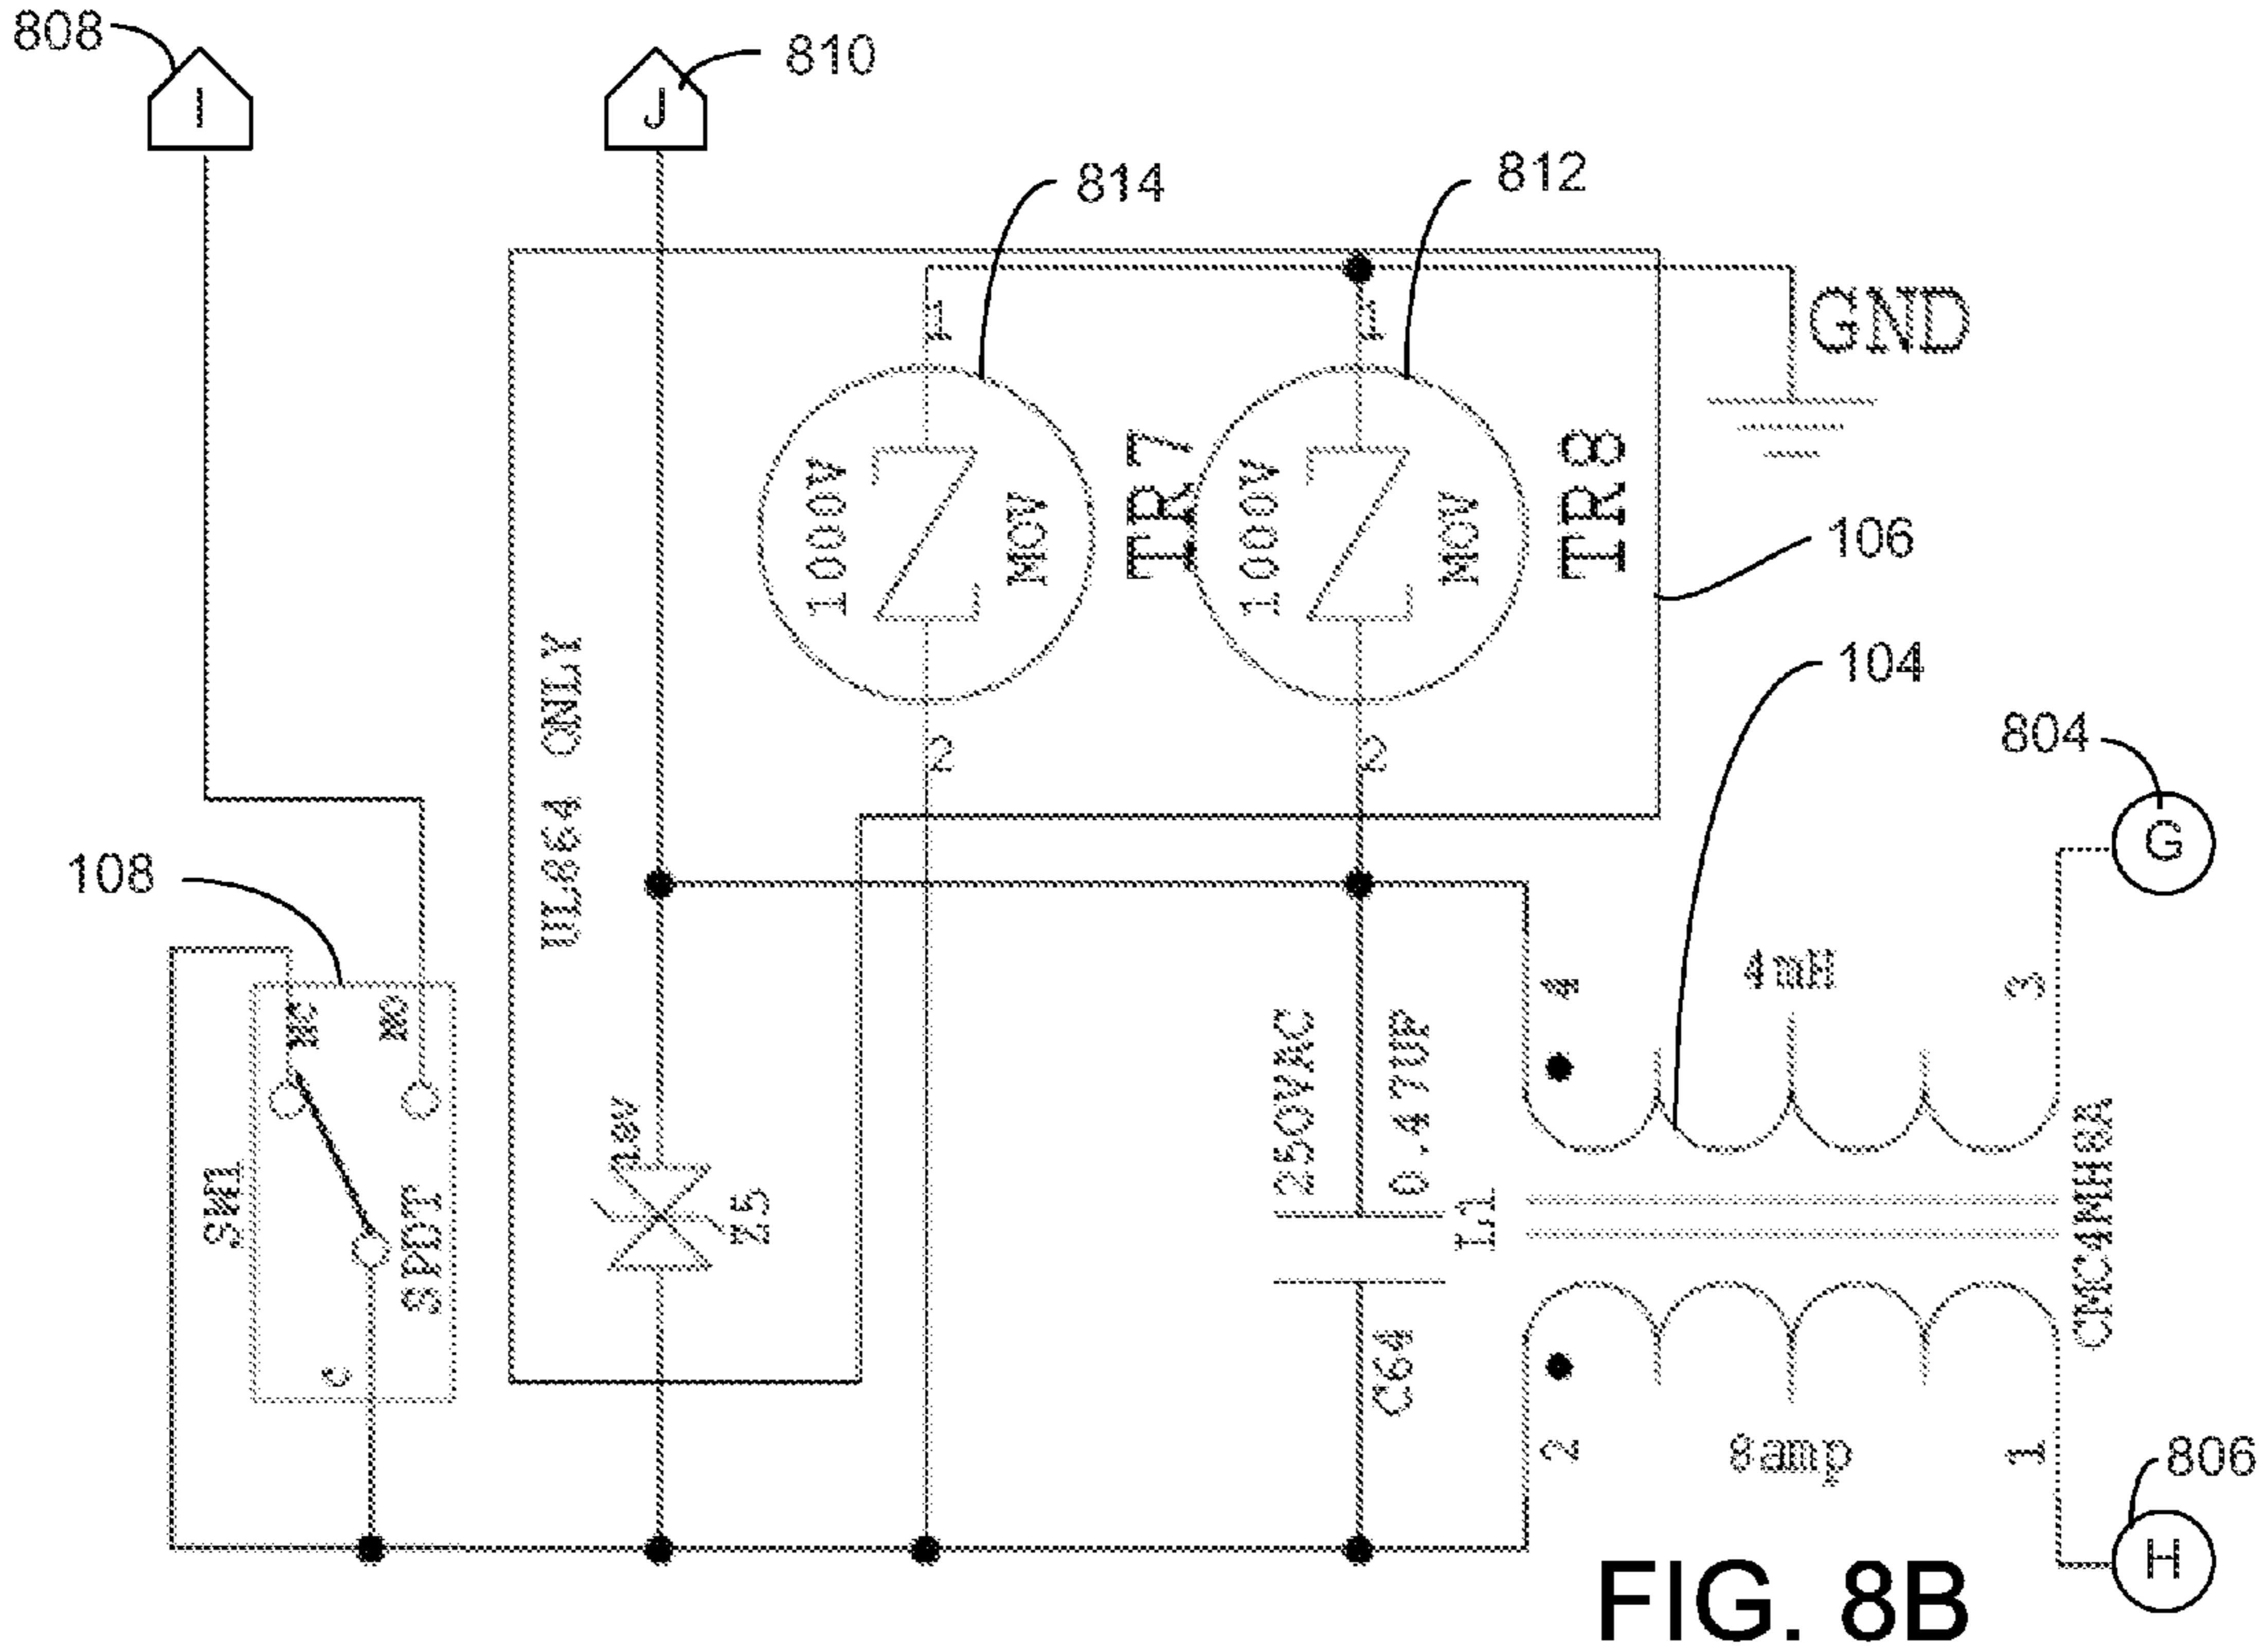 808
I
J
810
814
812
1
1
GND
1000V
MOV
TR7
1000V
MOV
TR8
106
104
2
2
UL864 ONLY
804
G
108
NC
NO
SW1
SPDT
C
18V
Z5
250VAC
0.47UF
C64
L1
4
4mH
3
CMC4MH8A
2
8amp
1
806
H
FIG. 8B